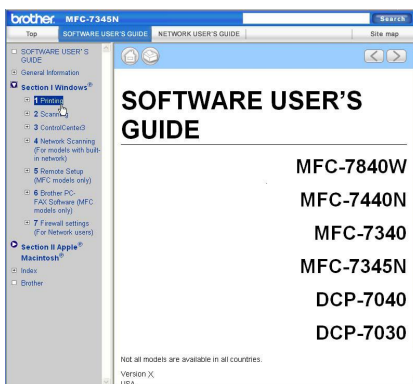 brother MFC-7345N
Search
Top SOFTWARE USER'S GUIDE NETWORK USER'S GUIDE Site map
SOFTWARE USER'S
GUIDE
General Information
Section I Windows®
1 Printing
2 Scanning
3 ControlCenter3
4 Network Scanning
(For models with built-
in network)
5 Remote Setup
(MFC models only)
6 Brother PC-
FAX Software (MFC
models only)
7 Firewall settings
(For Network users)
Section II Apple®
Macintosh®
Index
Brother
SOFTWARE USER'S
GUIDE
MFC-7840W
MFC-7440N
MFC-7340
MFC-7345N
DCP-7040
DCP-7030
Not all models are available in all countries.
Version X
USA